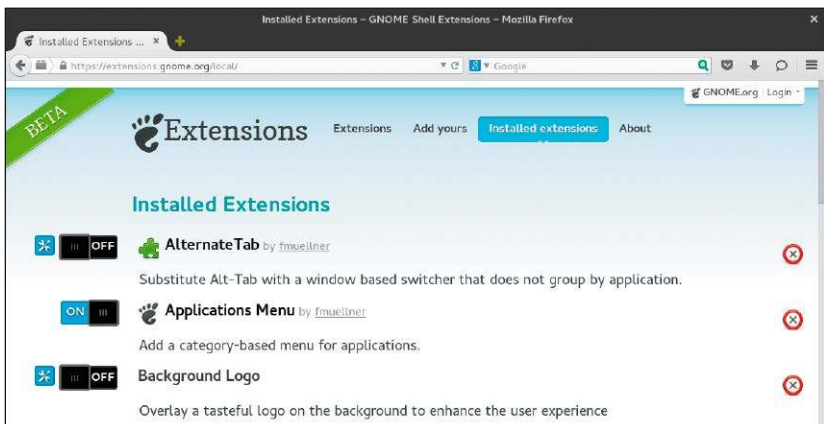 Installed Extensions – GNOME Shell Extensions – Mozilla Firefox
Installed Extensions ...
https://extensions.gnome.org/local/
Google
GNOME.org Login
BETA
Extensions
Extensions Add yours Installed extensions About
Installed Extensions
OFF AlternateTab by fmuellner
Substitute Alt-Tab with a window based switcher that does not group by application.
ON Applications Menu by fmuellner
Add a category-based menu for applications.
OFF Background Logo
Overlay a tasteful logo on the background to enhance the user experience